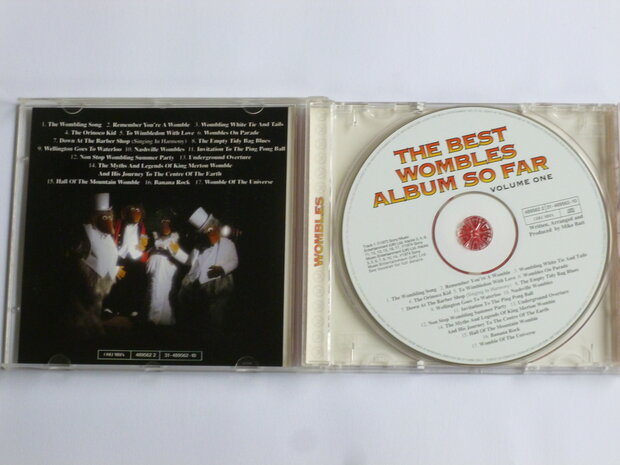 1. The Wombling Song 2. Remember You're A Womble 3. Wombling White Tie And Tails
4. The Orinoco Kid 5. To Wimbledon With Love 6. Wombles On Parade
7. Down At The Barber Shop (Singing In Harmony) 8. The Empty Tidy Bag Blues
9. Wellington Goes To Waterloo 10. Nashville Wombles 11. Invitation To The Ping Pong Ball
12. Non Stop Wombling Summer Party 13. Underground Overture
14. The Myths And Legends Of King Merton Womble
And His Journey To The Centre Of The Earth
15. Hall Of The Mountain Womble 16. Banana Rock 17. Womble Of The Universe
489562 2
31-489562-10
WOMBLES
THE BEST
WOMBLES
ALBUM SO FAR
VOLUME ONE
489562 2
31-489562-10
Written, Arranged and
Produced by Mike Batt
1. The Wombling Song 2. Remember You're A Womble 3. Wombling White Tie And Tails
4. The Orinoco Kid 5. To Wimbledon With Love 6. Wombles On Parade
7. Down At The Barber Shop (Singing In Harmony) 8. The Empty Tidy Bag Blues
9. Wellington Goes To Waterloo 10. Nashville Wombles
11. Invitation To The Ping Pong Ball
12. Non Stop Wombling Summer Party 13. Underground Overture
14. The Myths And Legends Of King Merton Womble
And His Journey To The Centre Of The Earth
15. Hall Of The Mountain Womble
16. Banana Rock
17. Womble Of The Universe